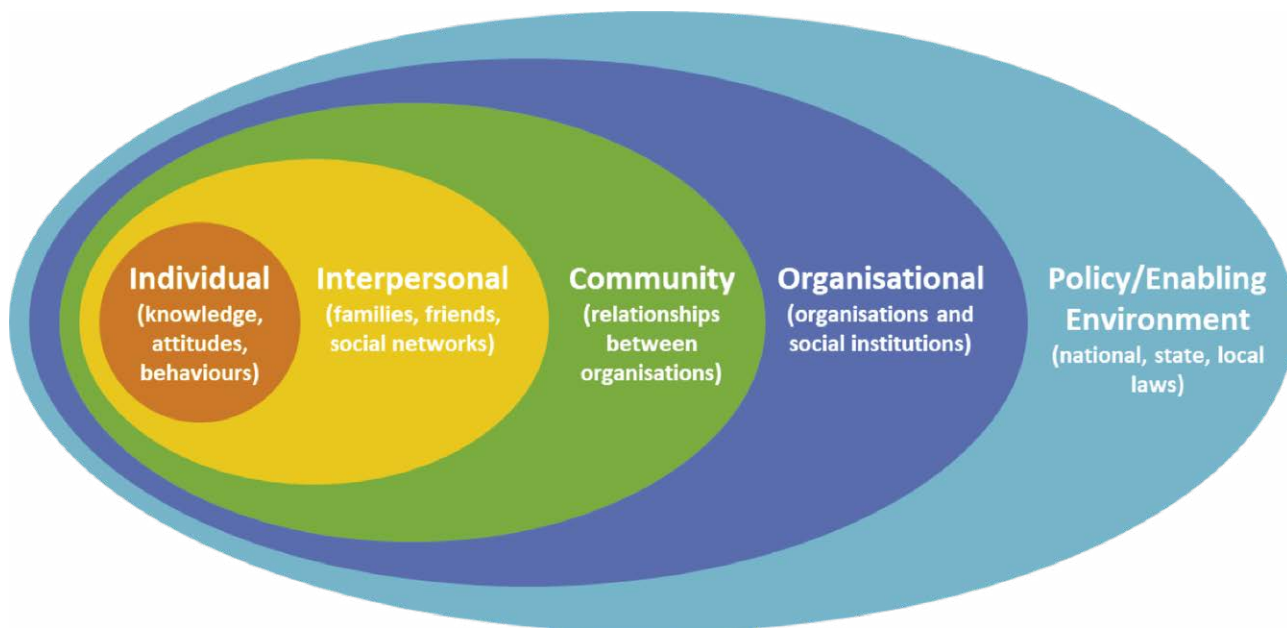 Individual
(knowledge,
attitudes,
behaviours)
Interpersonal
(families, friends,
social networks)
Community
(relationships
between
organisations)
Organisational
(organisations and
social institutions)
Policy/Enabling
Environment
(national, state, local
laws)